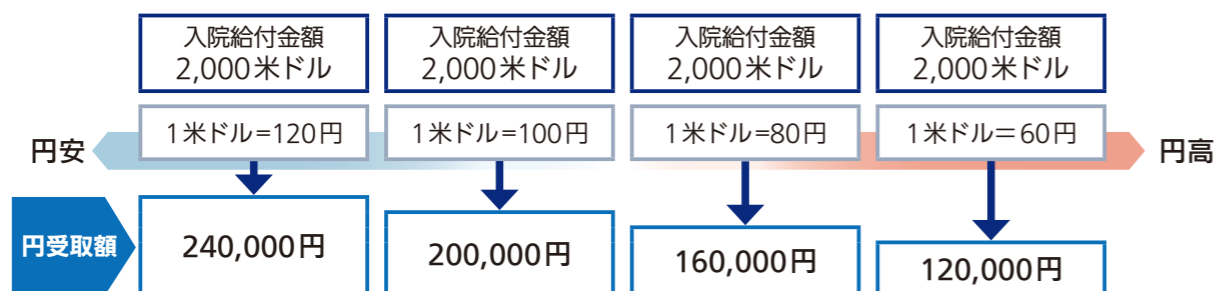 入院給付金額
2,000米ドル
入院給付金額
2,000米ドル
入院給付金額
2,000米ドル
入院給付金額
2,000米ドル
円安
1米ドル=120円
1米ドル=100円
1米ドル=80円
1米ドル＝60円
円高
円受取額
240,000円
200,000円
160,000円
120,000円